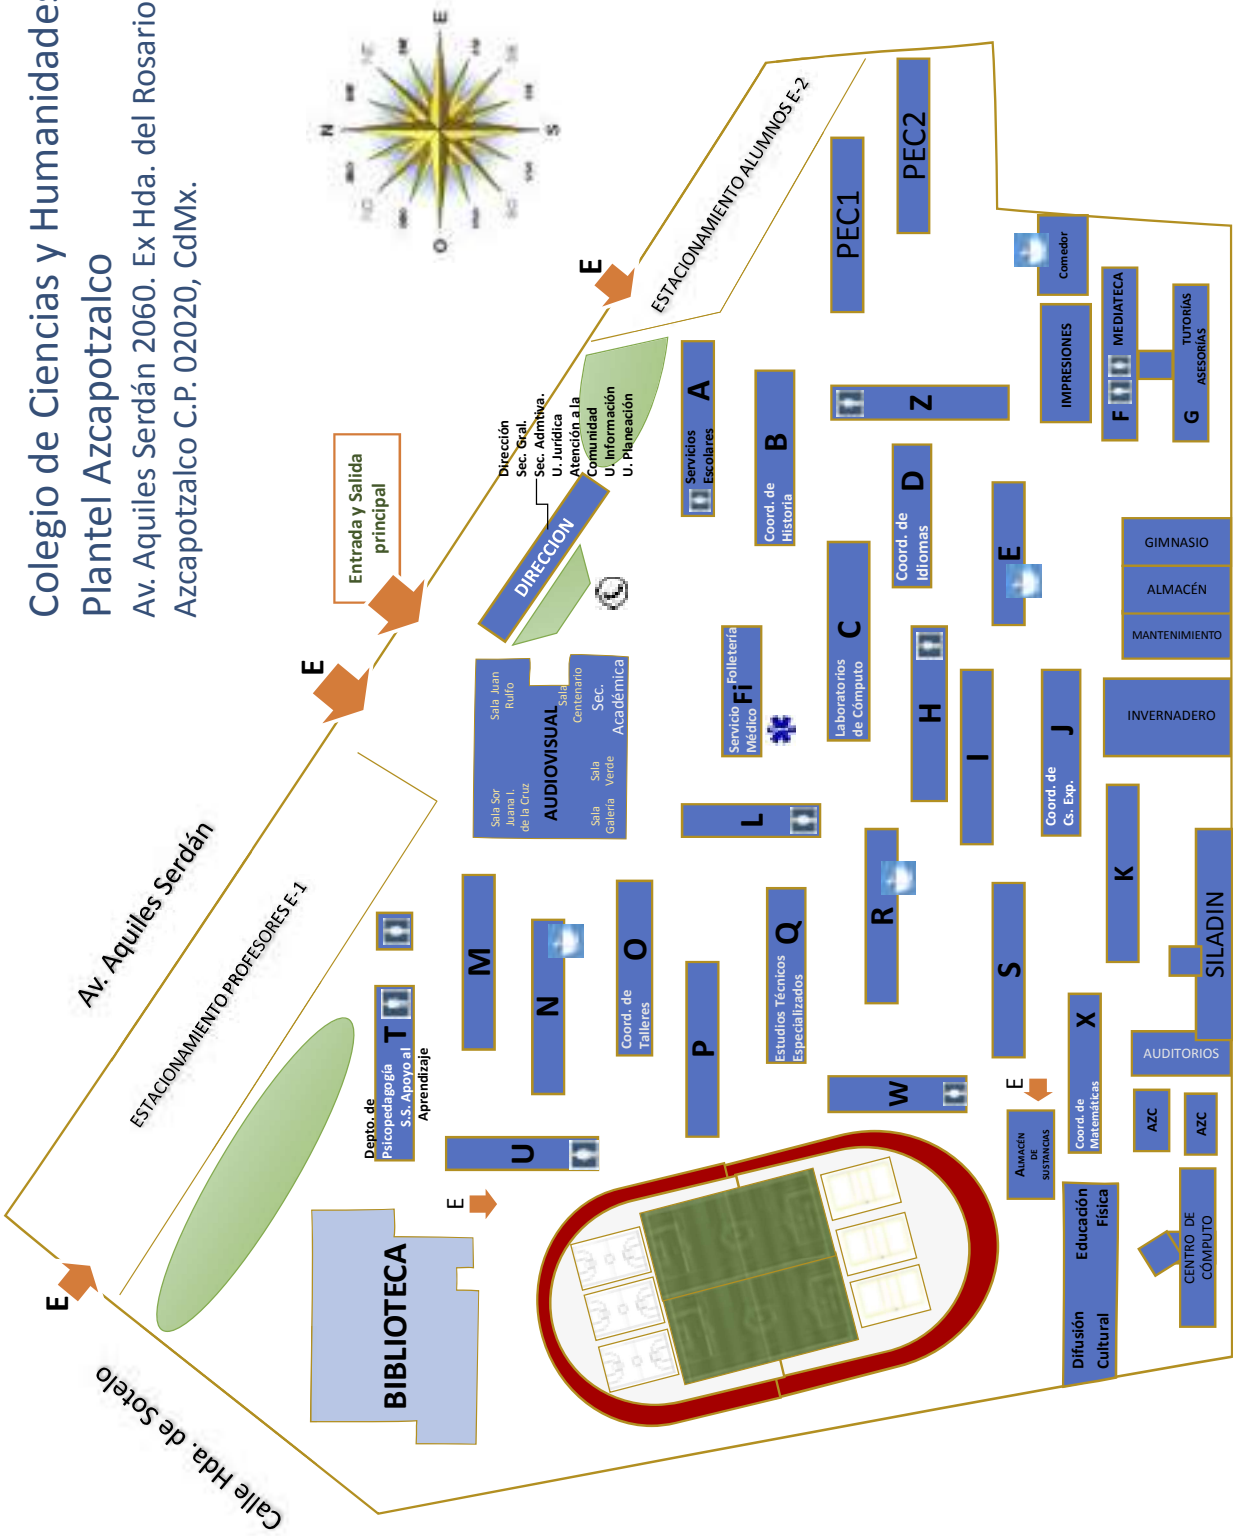 Colegio de Ciencias y Humanidades
Plantel Azcapotzalco
Av. Aquiles Serdán 2060. Ex Hda. del Rosario
Azcapotzalco C.P. 02020, CdMx.
N
E
S
O
Entrada y Salida
principal
E
E
E
Av. Aquiles Serdán
Calle Hda. de Sotelo
ESTACIONAMIENTO PROFESORES E-1
ESTACIONAMIENTO ALUMNOS E-2
Dirección
Sec. Gral.
Sec. Admtiva.
U. Jurídica
Atención a la
Comunidad
U. Información
U. Planeación
DIRECCION
Sala Juan
Rulfo
Sala Sor
Juana I.
de la Cruz
AUDIOVISUAL
Sala
Centenario
Sec.
Académica
Sala
Galería
Sala
Verde
BIBLIOTECA
E
Depto. de
Psicopedagogía
S.S. Apoyo al
Aprendizaje
T
U
M
N
Coord. de
Talleres
O
P
Estudios Técnicos
Especializados
Q
R
S
W
L
Servicio
Médico
Folletería
Fi
Servicios
Escolares
A
Coord. de
Historia
B
Laboratorios
de Cómputo
C
Coord. de
Idiomas
D
E
Z
PEC1
PEC2
H
I
Coord. de
Cs. Exp.
J
K
Comedor
IMPRESIONES
F
MEDIATECA
G
TUTORÍAS
ASESORÍAS
GIMNASIO
ALMACÉN
MANTENIMIENTO
INVERNADERO
SILADIN
AUDITORIOS
Coord. de
Matemáticas
X
E
ALMACÉN
DE
SUSTANCIAS
AZC
AZC
CENTRO DE
CÓMPUTO
Difusión
Cultural
Educación
Física